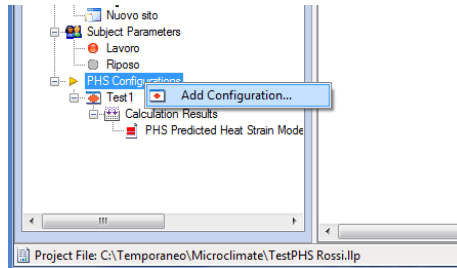 Nuovo sito
Subject Parameters
Lavoro
Riposo
PHS Configurations
Add Configuration...
Test1
Calculation Results
PHS Predicted Heat Strain Mode
Project File: C:\Temporaneo\Microclimate\TestPHS Rossi.llp